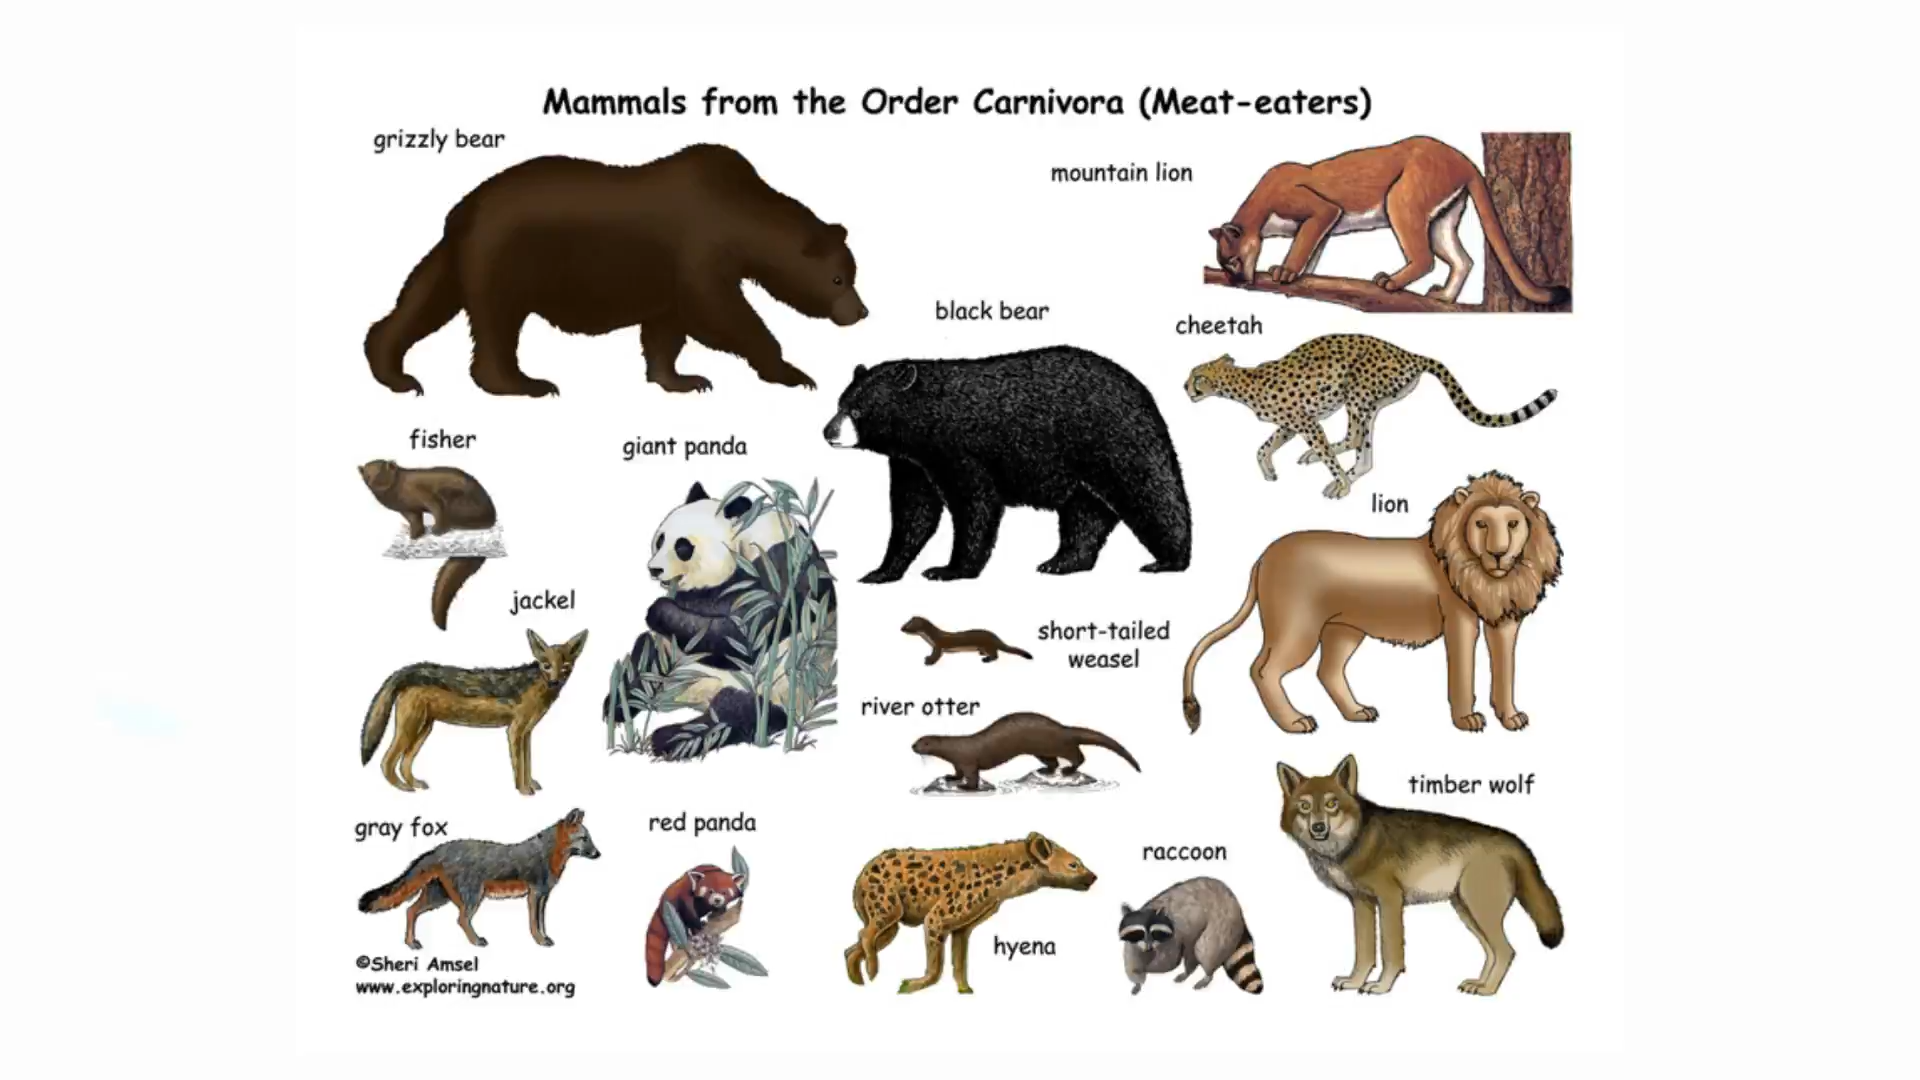 Mammals from the Order Carnivora (Meat-eaters)
grizzly bear
mountain lion
black bear
cheetah
fisher
giant panda
lion
jackel
short-tailed
weasel
river otter
timber wolf
gray fox
red panda
raccoon
hyena
©Sheri Amsel
www.exploringnature.org